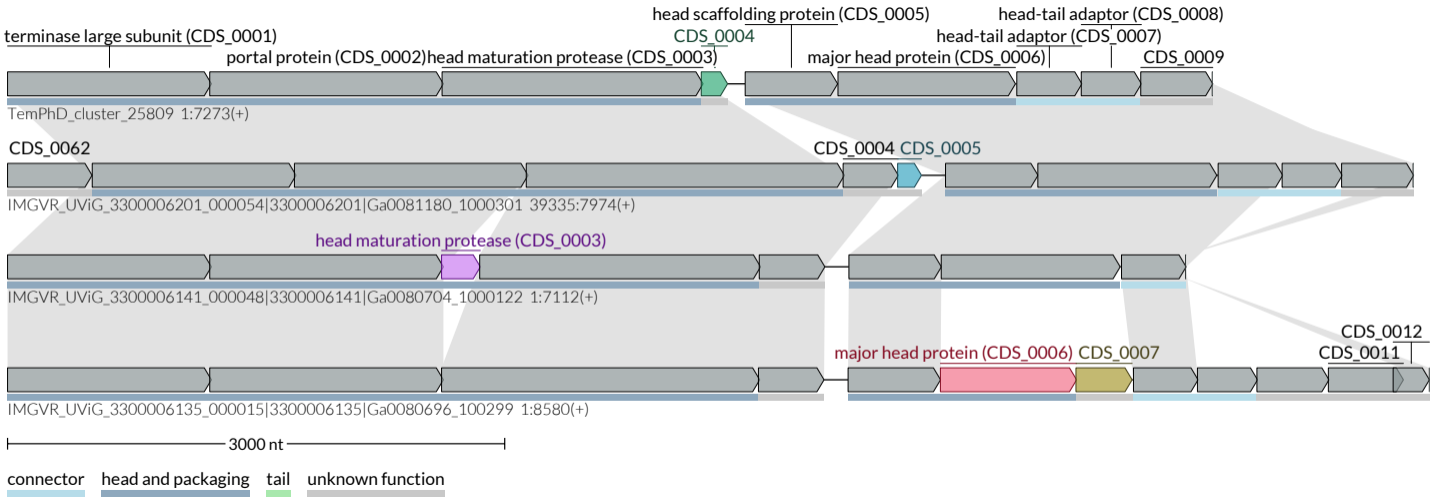 head scaffolding protein (CDS_0005) head-tail adaptor (CDS_0008)
terminase large subunit (CDS_0001) CDS_0004 head-tail adaptor (CDS_0007)
portal protein (CDS_0002) head maturation protease (CDS_0003) major head protein (CDS_0006) CDS_0009
TemPhD_cluster_25809 1:7273(+)
CDS_0062 CDS_0004 CDS_0005
IMGVR_UViG_3300006201_000054|3300006201|Ga0081180_1000301 39335:7974(+)
head maturation protease (CDS_0003)
IMGVR_UViG_3300006141_000048|3300006141|Ga0080704_1000122 1:7112(+)
CDS_0012
major head protein (CDS_0006) CDS_0007 CDS_0011
IMGVR_UViG_3300006135_000015|3300006135|Ga0080696_100299 1:8580(+)
3000 nt
connector head and packaging tail unknown function